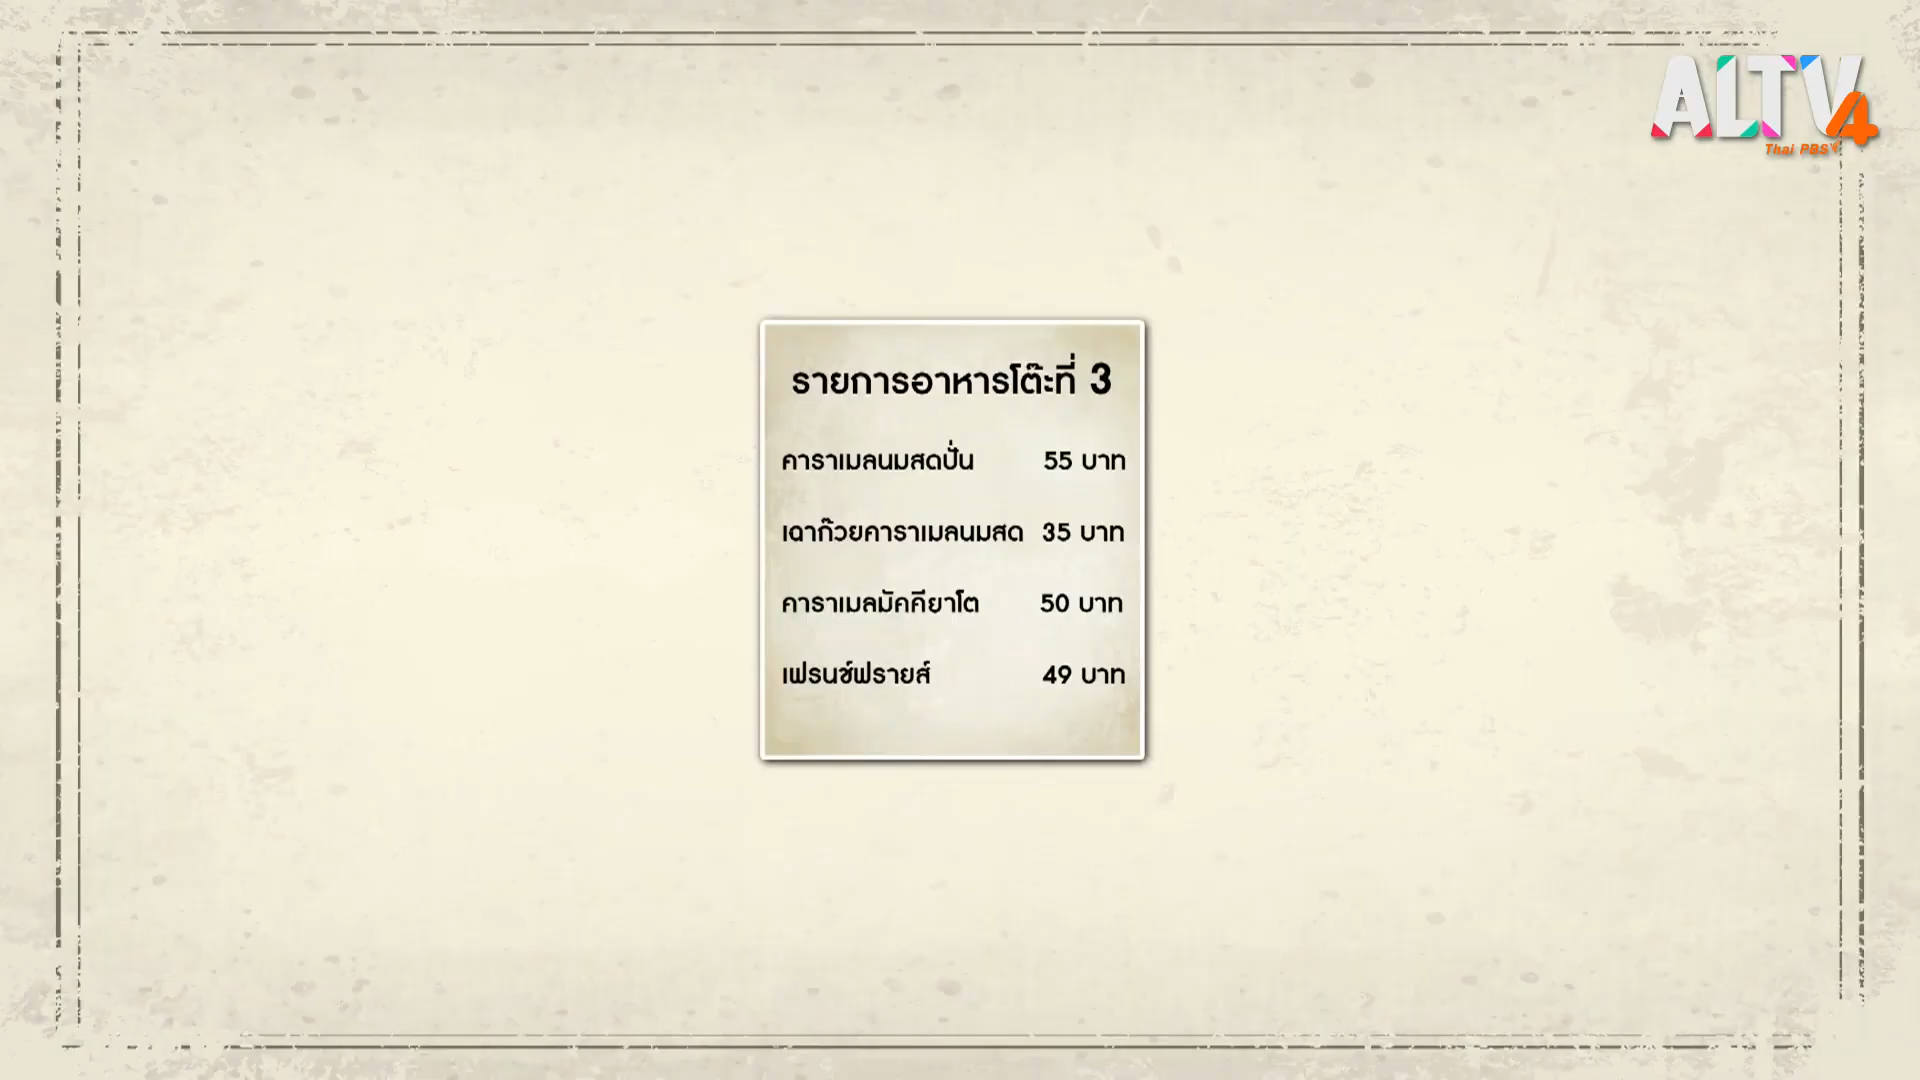 ALTV4
Thai PBS
รายการอาหารโต๊ะที่ 3
คาราเมลนมสดปั่น 55 บาท
เฉาก๊วยคาราเมลนมสด 35 บาท
คาราเมลมัคคียาโต 50 บาท
เฟรนช์ฟรายส์ 49 บาท